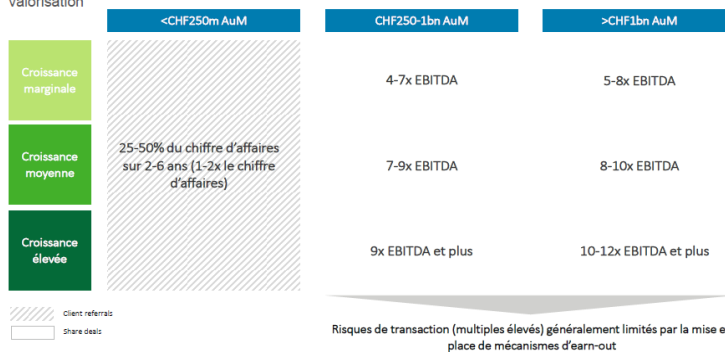 valorisation
<CHF250m AuM
CHF250-1bn AuM
>CHF1bn AuM
Croissance
marginale
4-7x EBITDA
5-8x EBITDA
25-50% du chiffre d'affaires
sur 2-6 ans (1-2x le chiffre
d'affaires)
Croissance
moyenne
7-9x EBITDA
8-10x EBITDA
Croissance
élevée
9x EBITDA et plus
10-12x EBITDA et plus
Client referrals
Share deals
Risques de transaction (multiples élevés) généralement limités par la mise e
place de mécanismes d'earn-out